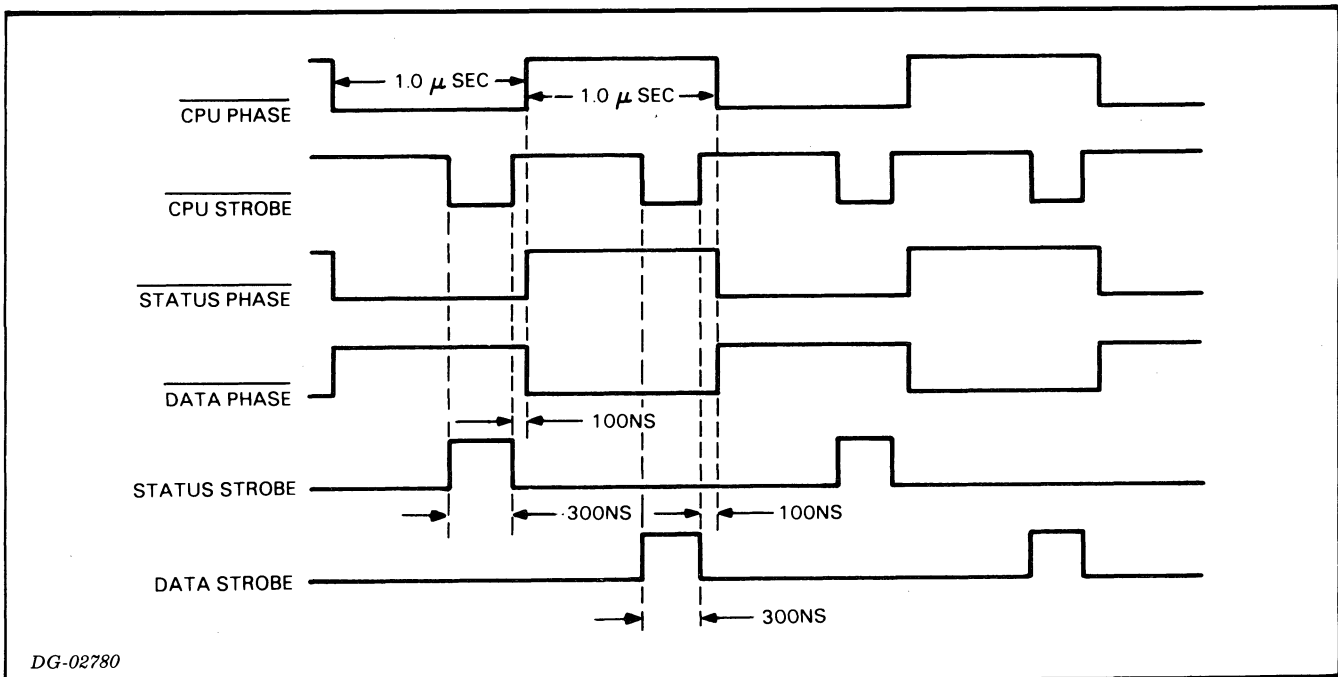 1.0 μ SEC
1.0 μ SEC
CPU PHASE
CPU STROBE
STATUS PHASE
DATA PHASE
100NS
STATUS STROBE
300NS
100NS
DATA STROBE
300NS
DG-02780